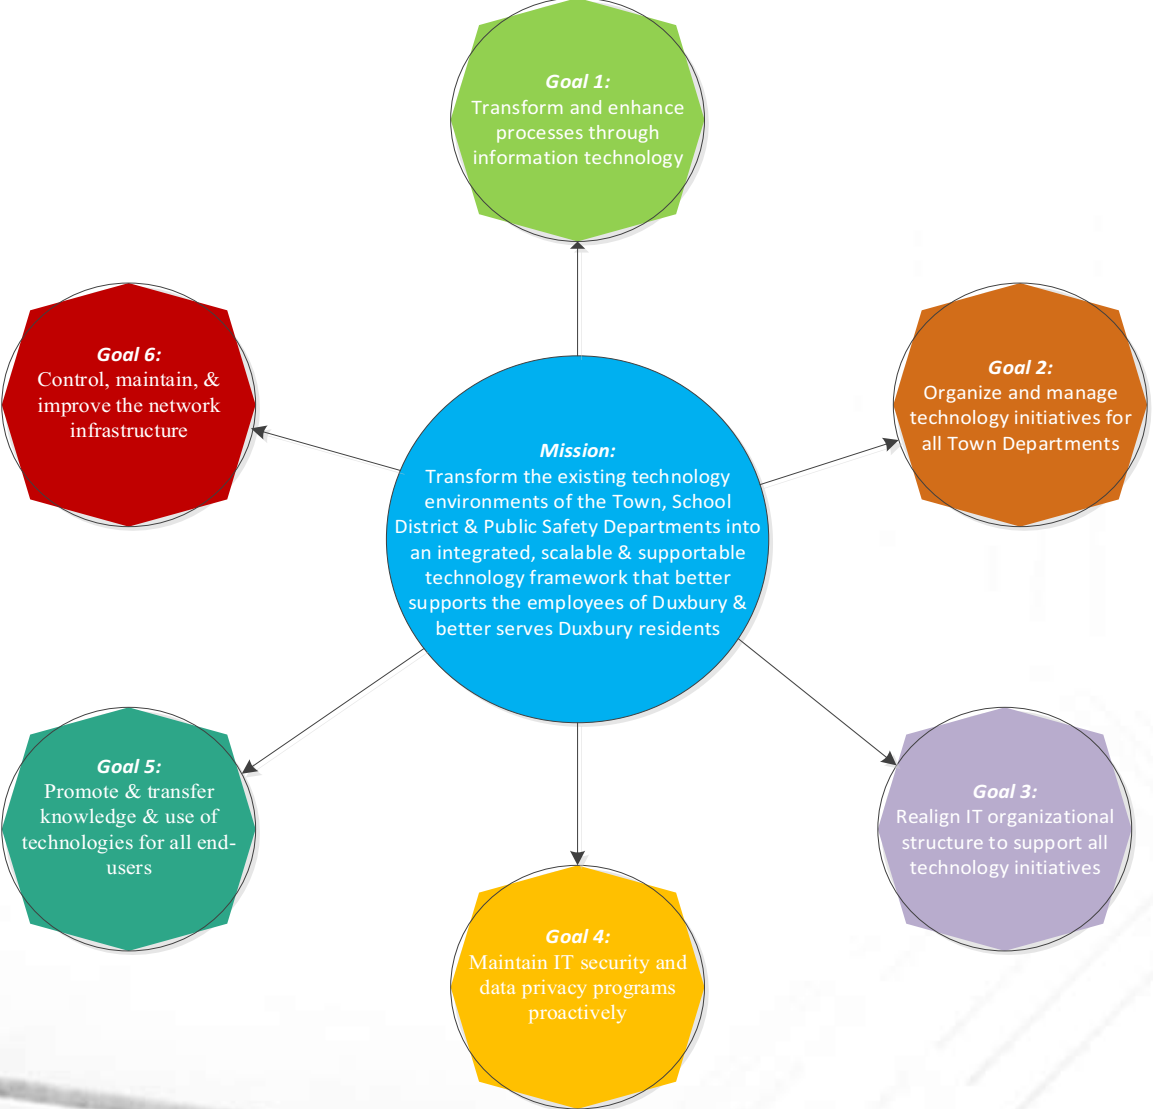 Goal 1:
Transform and enhance
processes through
information technology
Goal 2:
Organize and manage
technology initiatives for
all Town Departments
Goal 6:
Control, maintain, &
improve the network
infrastructure
Mission:
Transform the existing technology
environments of the Town, School
District & Public Safety Departments into
an integrated, scalable & supportable
technology framework that better
supports the employees of Duxbury &
better serves Duxbury residents
Goal 5:
Promote & transfer
knowledge & use of
technologies for all end-
users
Goal 3:
Realign IT organizational
structure to support all
technology initiatives
Goal 4:
Maintain IT security and
data privacy programs
proactively